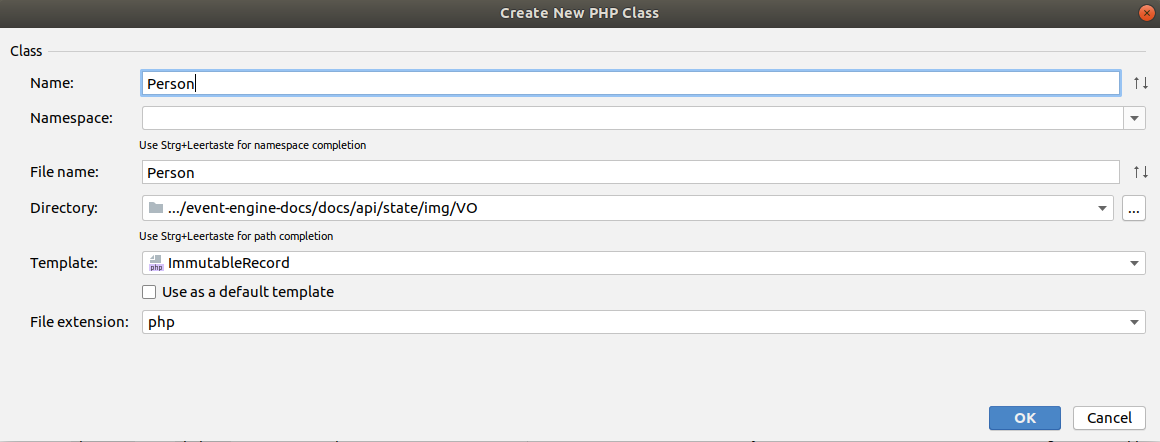 Create New PHP Class
Class
Name: Person
Namespace:
Use Strg+Leertaste for namespace completion
File name: Person
Directory: .../event-engine-docs/docs/api/state/img/VO ...
Use Strg+Leertaste for path completion
Template: php ImmutableRecord
Use as a default template
File extension: php
OK Cancel